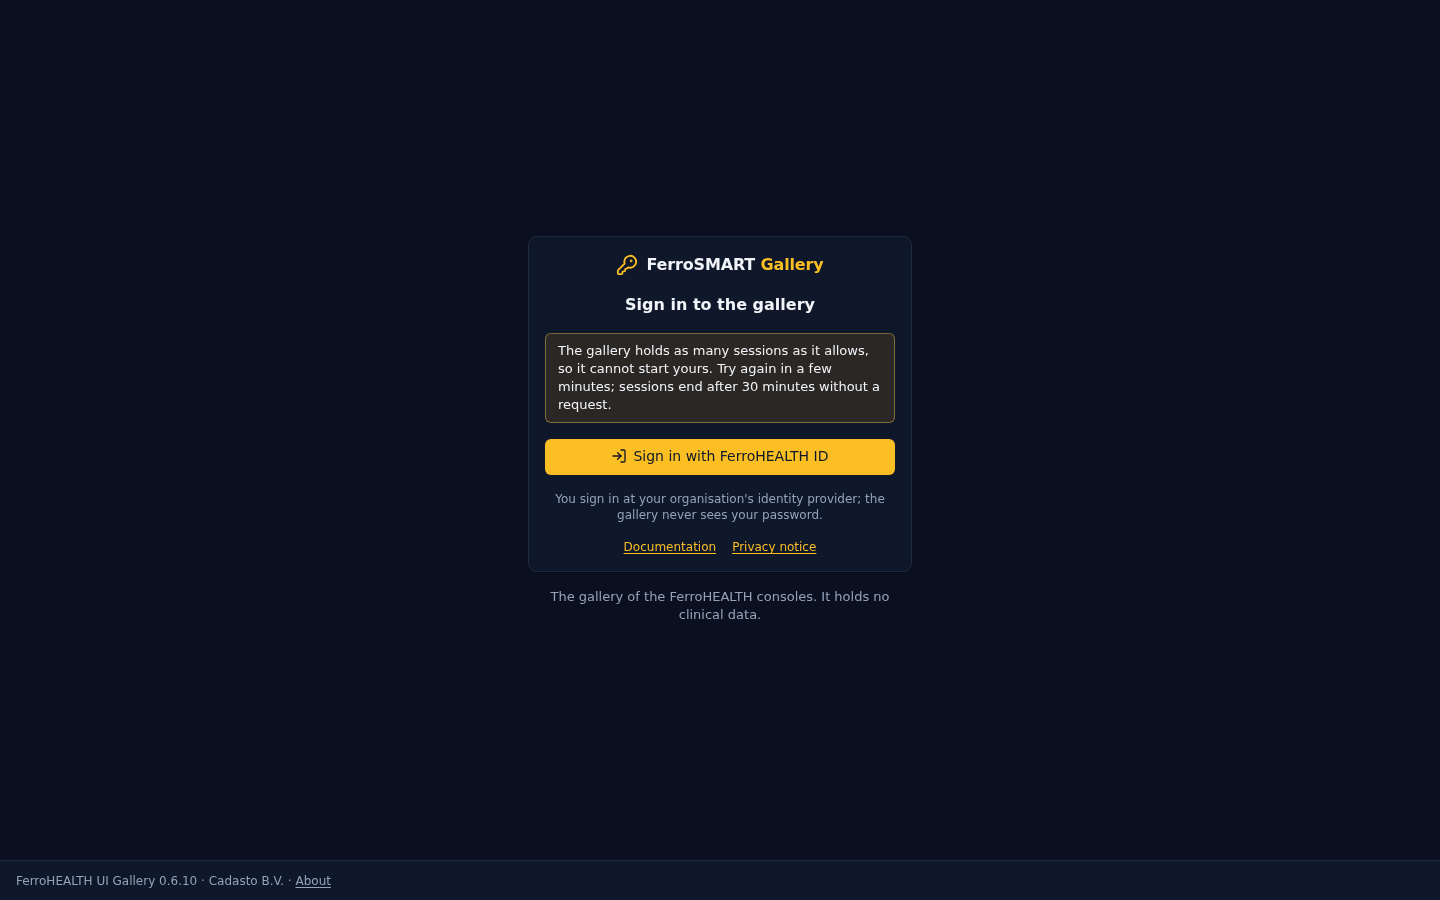 FerroSMART Gallery
Sign in to the gallery
The gallery holds as many sessions as it allows,
so it cannot start yours. Try again in a few
minutes; sessions end after 30 minutes without a
request.
Sign in with FerroHEALTH ID
You sign in at your organisation's identity provider; the
gallery never sees your password.
Documentation Privacy notice
The gallery of the FerroHEALTH consoles. It holds no
clinical data.
FerroHEALTH UI Gallery 0.6.10 · Cadasto B.V. · About